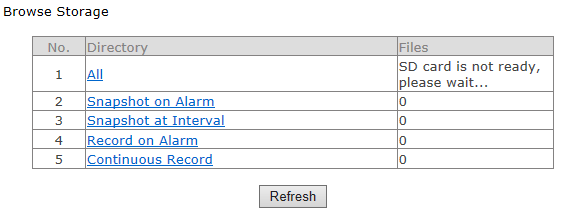 Browse Storage
No. Directory Files
1 All SD card is not ready,
please wait...
2 Snapshot on Alarm 0
3 Snapshot at Interval 0
4 Record on Alarm 0
5 Continuous Record 0
Refresh